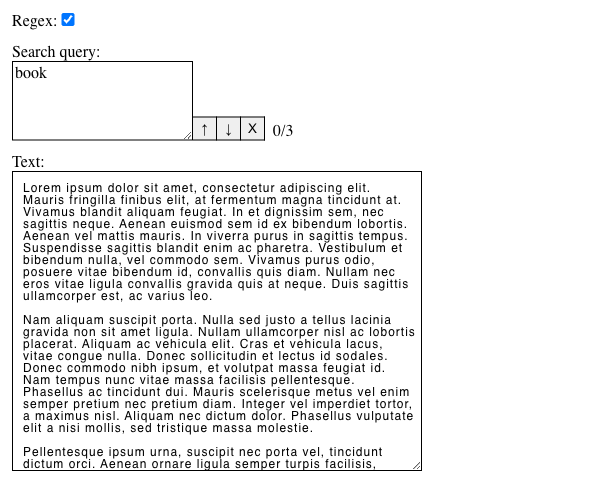 Regex:
Search query:
book
↑ ↓ X 0/3
Text:
Lorem ipsum dolor sit amet, consectetur adipiscing elit.
Mauris fringilla finibus elit, at fermentum magna tincidunt at.
Vivamus blandit aliquam feugiat. In et dignissim sem, nec
sagittis neque. Aenean euismod sem id ex bibendum lobortis.
Aenean vel mattis mauris. In viverra purus in sagittis tempus.
Suspendisse sagittis blandit enim ac pharetra. Vestibulum et
bibendum nulla, vel commodo sem. Vivamus purus odio,
posuere vitae bibendum id, convallis quis diam. Nullam nec
eros vitae ligula convallis gravida quis at neque. Duis sagittis
ullamcorper est, ac varius leo.
Nam aliquam suscipit porta. Nulla sed justo a tellus lacinia
gravida non sit amet ligula. Nullam ullamcorper nisl ac lobortis
placerat. Aliquam ac vehicula elit. Cras et vehicula lacus,
vitae congue nulla. Donec sollicitudin et lectus id sodales.
Donec commodo nibh ipsum, et volutpat massa feugiat id.
Nam tempus nunc vitae massa facilisis pellentesque.
Phasellus ac tincidunt dui. Mauris scelerisque metus vel enim
semper pretium nec pretium diam. Integer vel imperdiet tortor,
a maximus nisl. Aliquam nec dictum dolor. Phasellus vulputate
elit a nisi mollis, sed tristique massa molestie.
Pellentesque ipsum urna, suscipit nec porta vel, tincidunt
dictum orci. Aenean ornare ligula semper turpis facilisis,